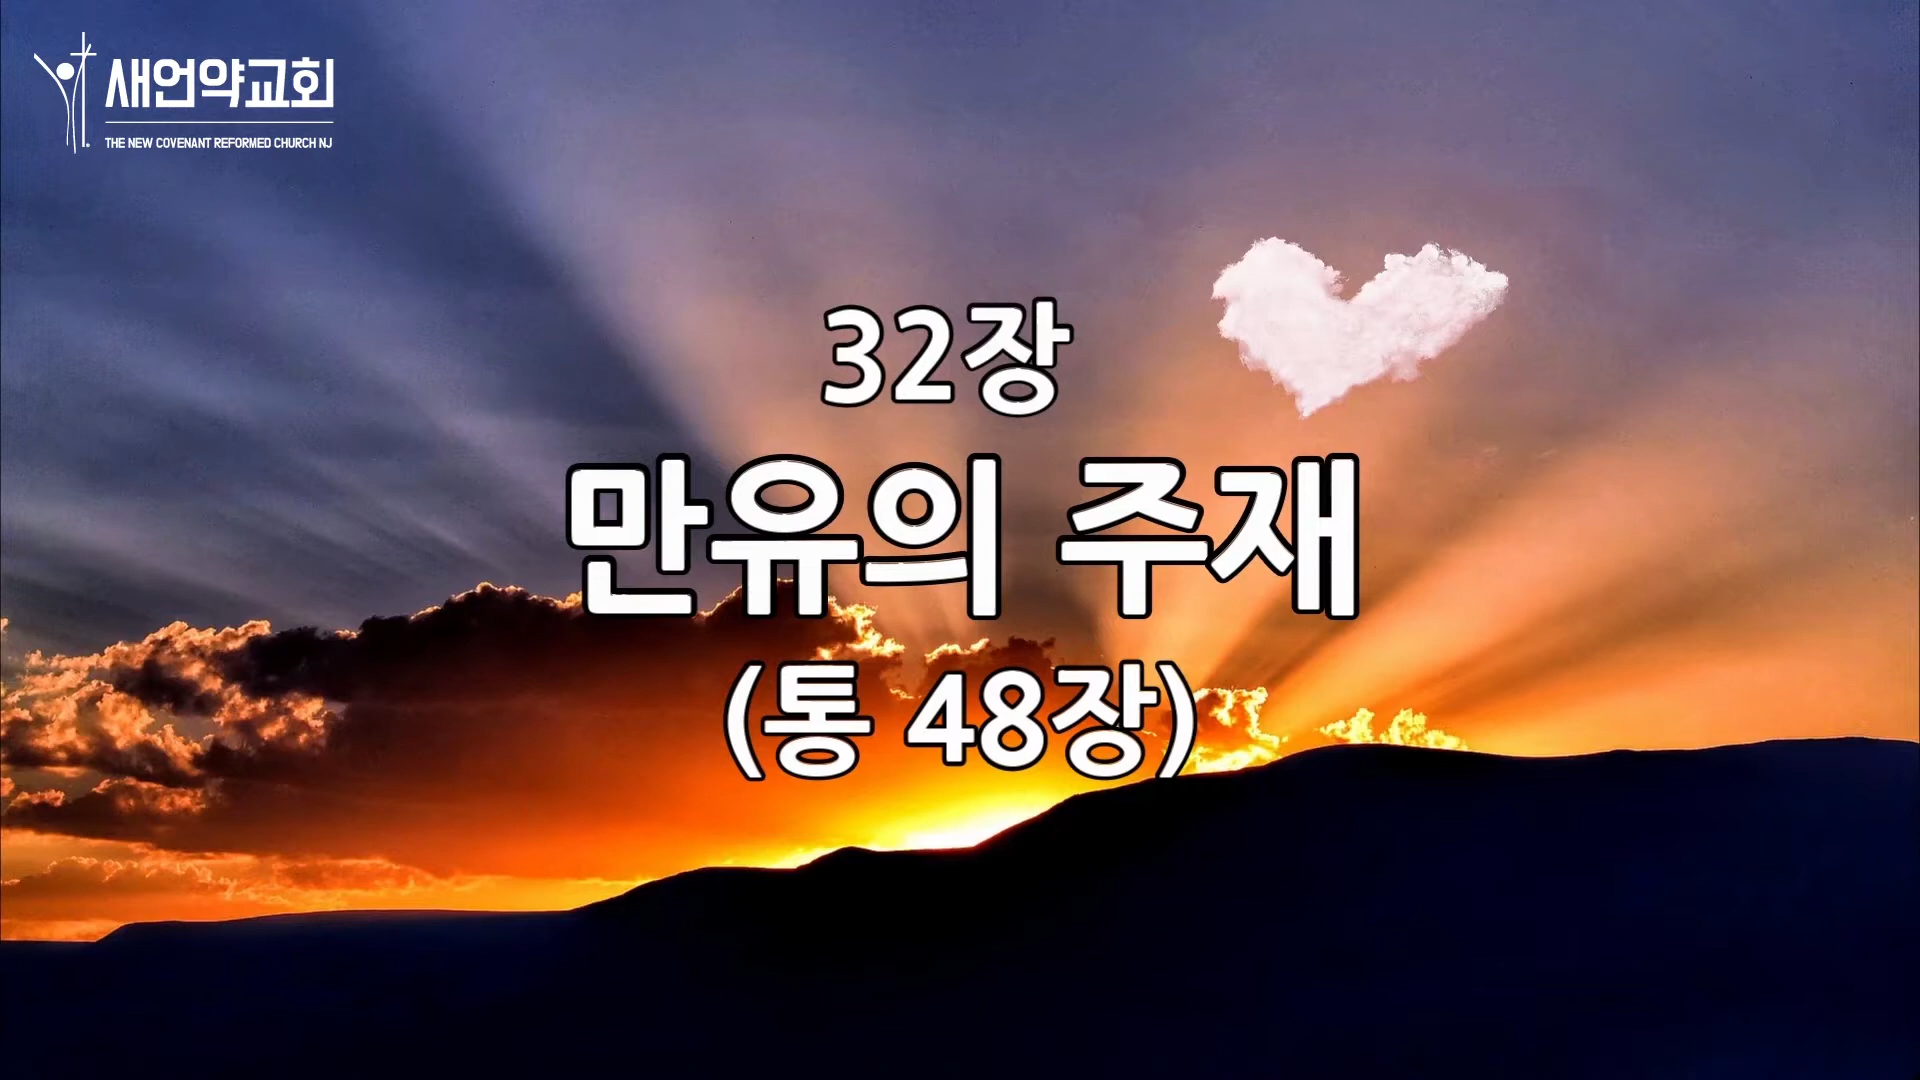 새언약교회
THE NEW COVENANT REFORMED CHURCH NJ
32장
만유의 주재
(통 48장)